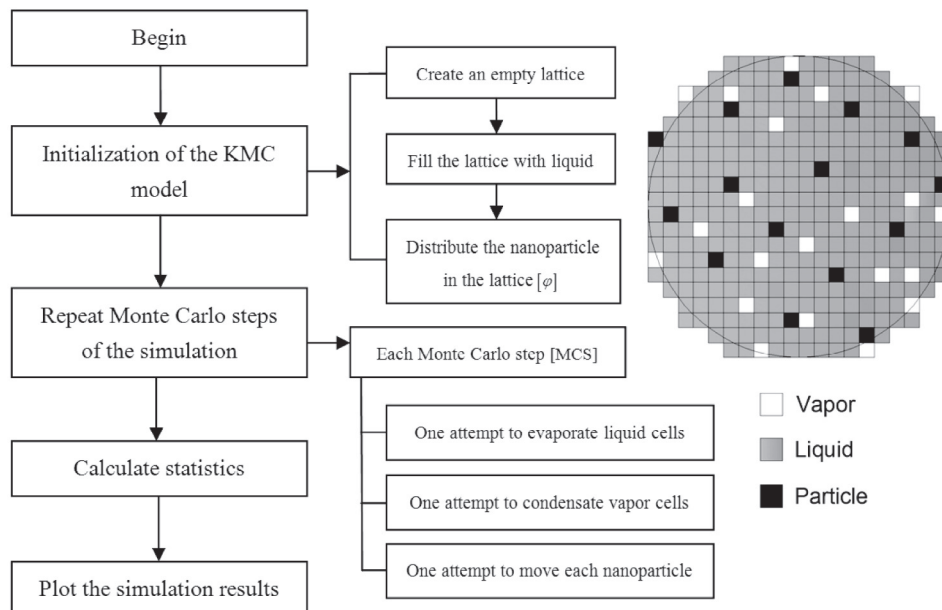 Begin
Initialization of the KMC
model
Repeat Monte Carlo steps
of the simulation
Calculate statistics
Plot the simulation results
Create an empty lattice
Fill the lattice with liquid
Distribute the nanoparticle
in the lattice [φ]
Each Monte Carlo step [MCS]
One attempt to evaporate liquid cells
One attempt to condensate vapor cells
One attempt to move each nanoparticle
Vapor
Liquid
Particle